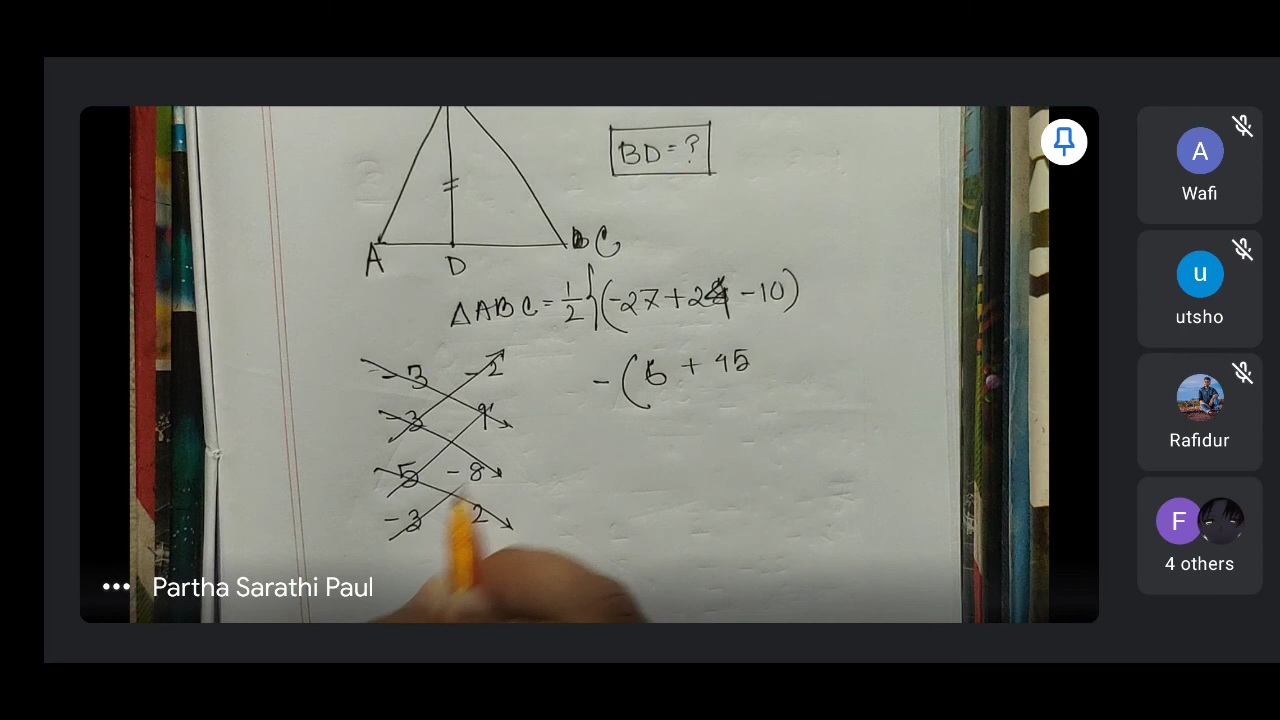 BD = ?
A
Wafi
A D C
u
utsho
ΔABC = 1/2 {(-27 + 24 - 10)
-3 -2
- (6 + 45
-3 9
Rafidur
5 -8
-3 2
F
4 others
••• Partha Sarathi Paul